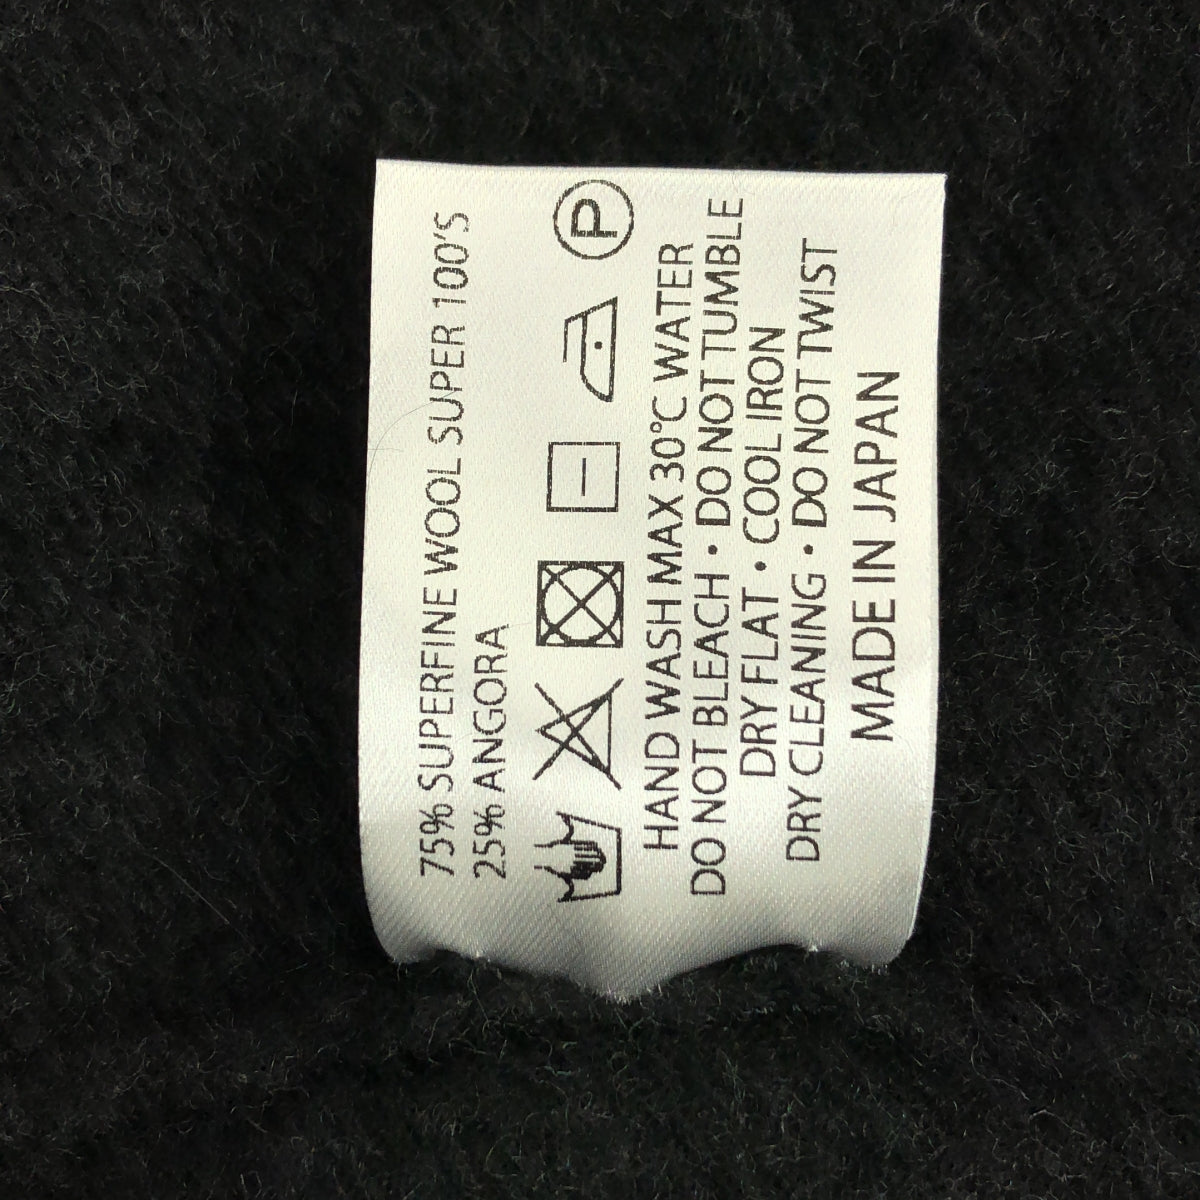 75% SUPERFINE WOOL SUPER 100'S
25% ANGORA
P
HAND WASH MAX 30°C WATER
DO NOT BLEACH • DO NOT TUMBLE
DRY FLAT • COOL IRON
DRY CLEANING • DO NOT TWIST
MADE IN JAPAN